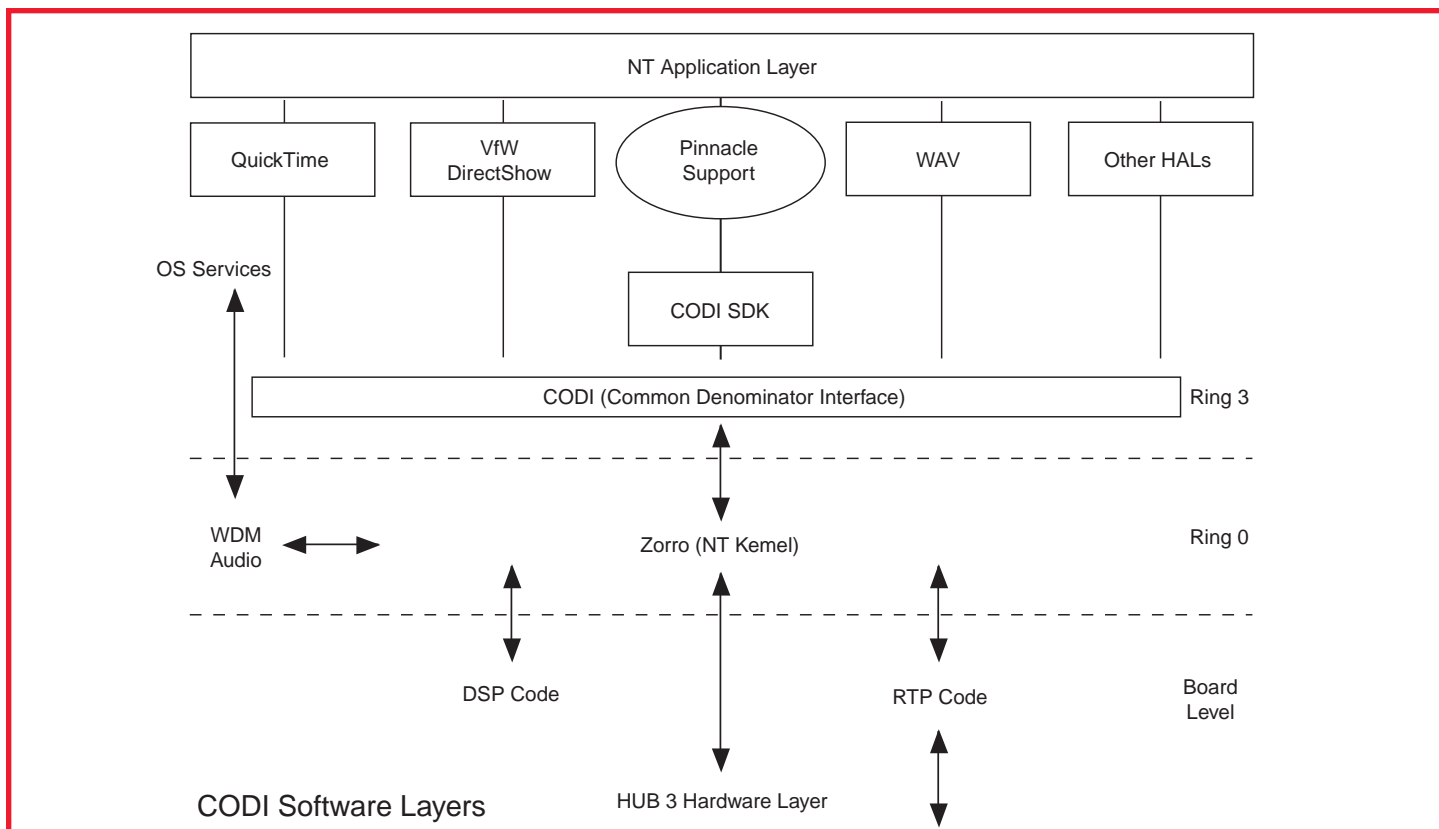 NT Application Layer
QuickTime
VfW
DirectShow
Pinnacle
Support
WAV
Other HALs
OS Services
CODI SDK
CODI (Common Denominator Interface)
Ring 3
WDM
Audio
Zorro (NT Kemel)
Ring 0
DSP Code
RTP Code
Board
Level
HUB 3 Hardware Layer
CODI Software Layers